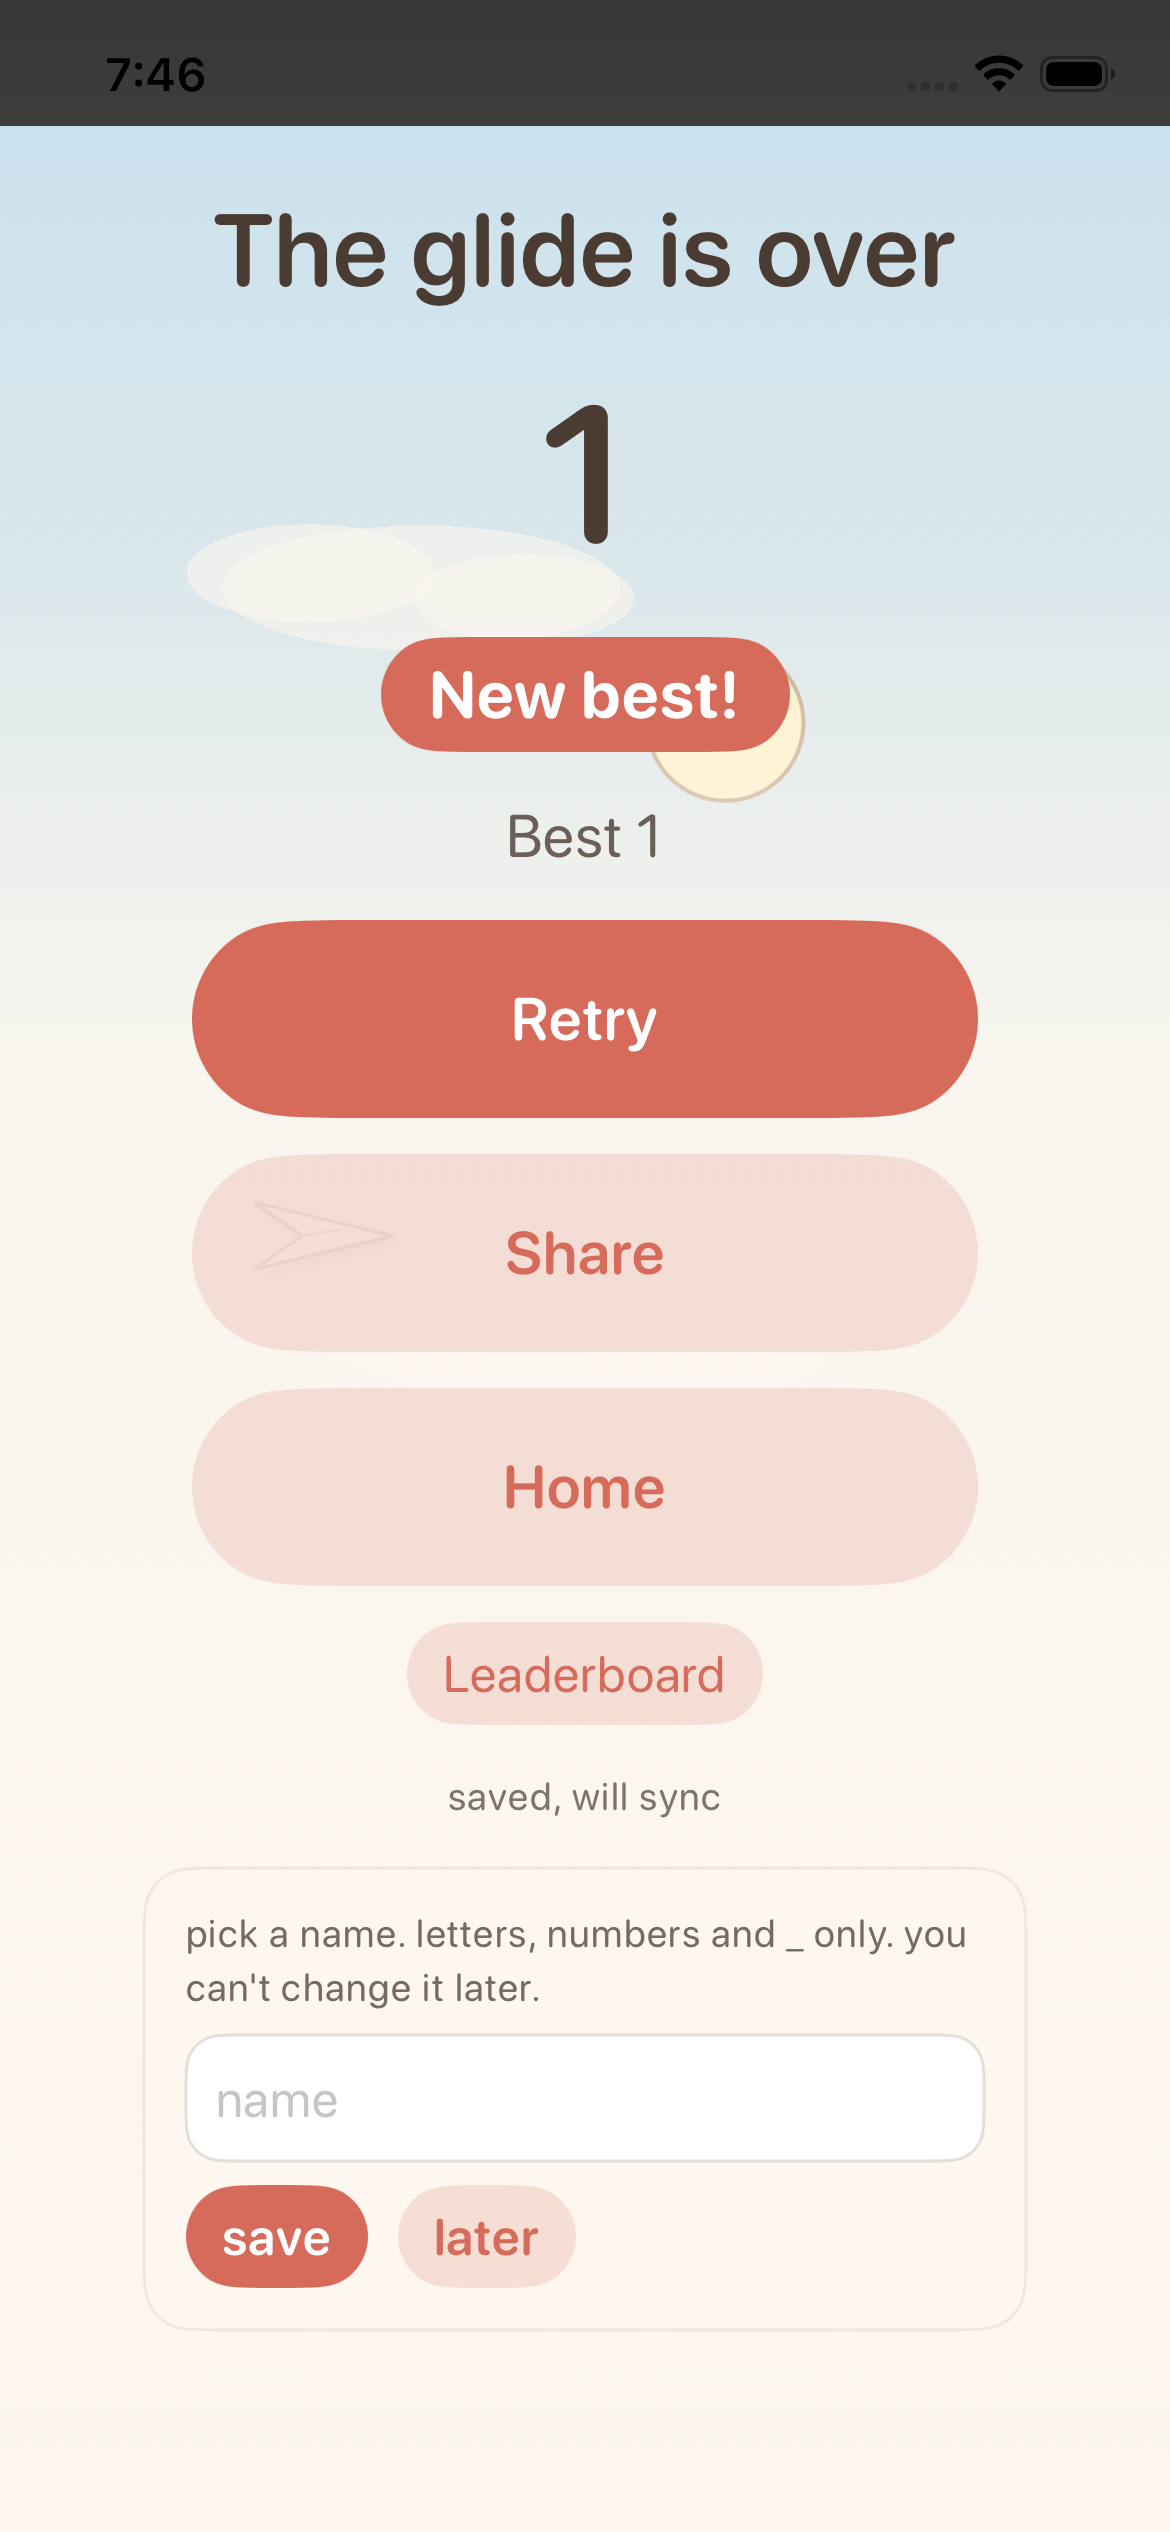 7:46
The glide is over
1
New best!
Best 1
Retry
Share
Home
Leaderboard
saved, will sync
pick a name. letters, numbers and _ only. you
can't change it later.
name
save
later